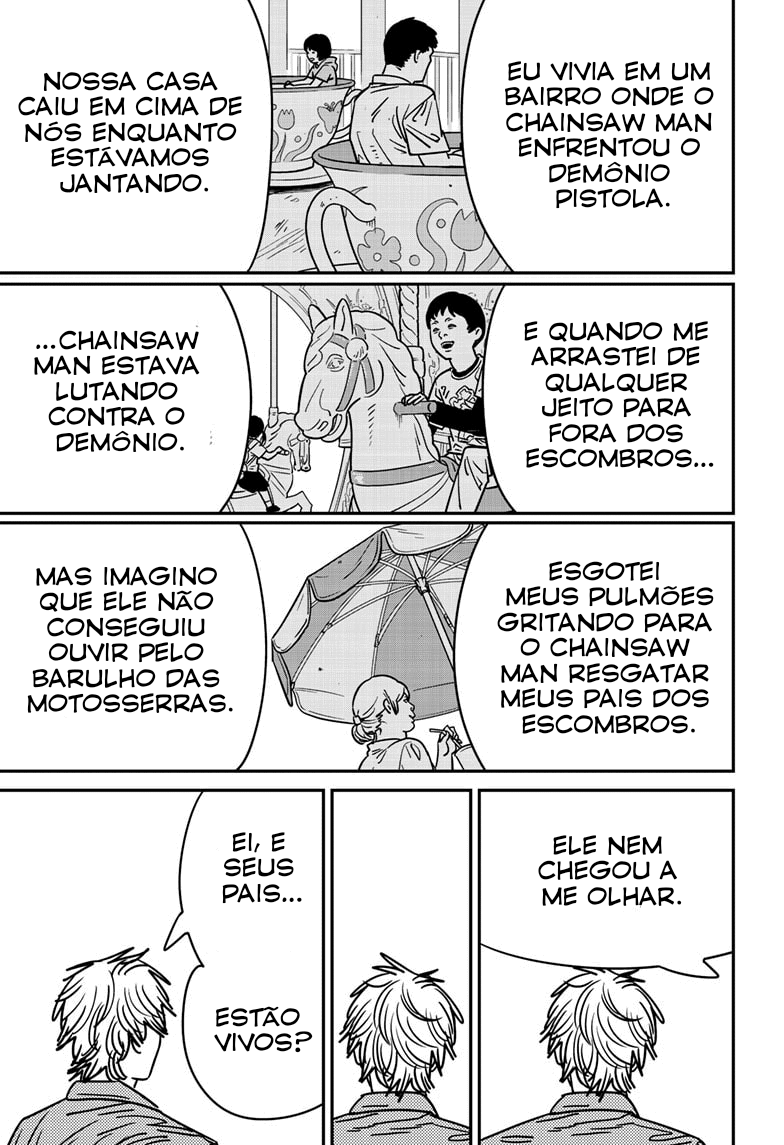 EU VIVIA EM UM
BAIRRO ONDE O
CHAINSAW MAN
ENFRENTOU O
DEMÔNIO
PISTOLA.
NOSSA CASA
CAIU EM CIMA DE
NÓS ENQUANTO
ESTÁVAMOS
JANTANDO.
E QUANDO ME
ARRASTEI DE
QUALQUER
JEITO PARA
FORA DOS
ESCOMBROS...
...CHAINSAW
MAN ESTAVA
LUTANDO
CONTRA O
DEMÔNIO.
ESGOTEI
MEUS PULMÕES
GRITANDO PARA
O CHAINSAW
MAN RESGATAR
MEUS PAIS DOS
ESCOMBROS.
MAS IMAGINO
QUE ELE NÃO
CONSEGUIU
OUVIR PELO
BARULHO DAS
MOTOSSERRAS.
ELE NEM
CHEGOU A
ME OLHAR.
EI, E
SEUS
PAIS...
ESTÃO
VIVOS?